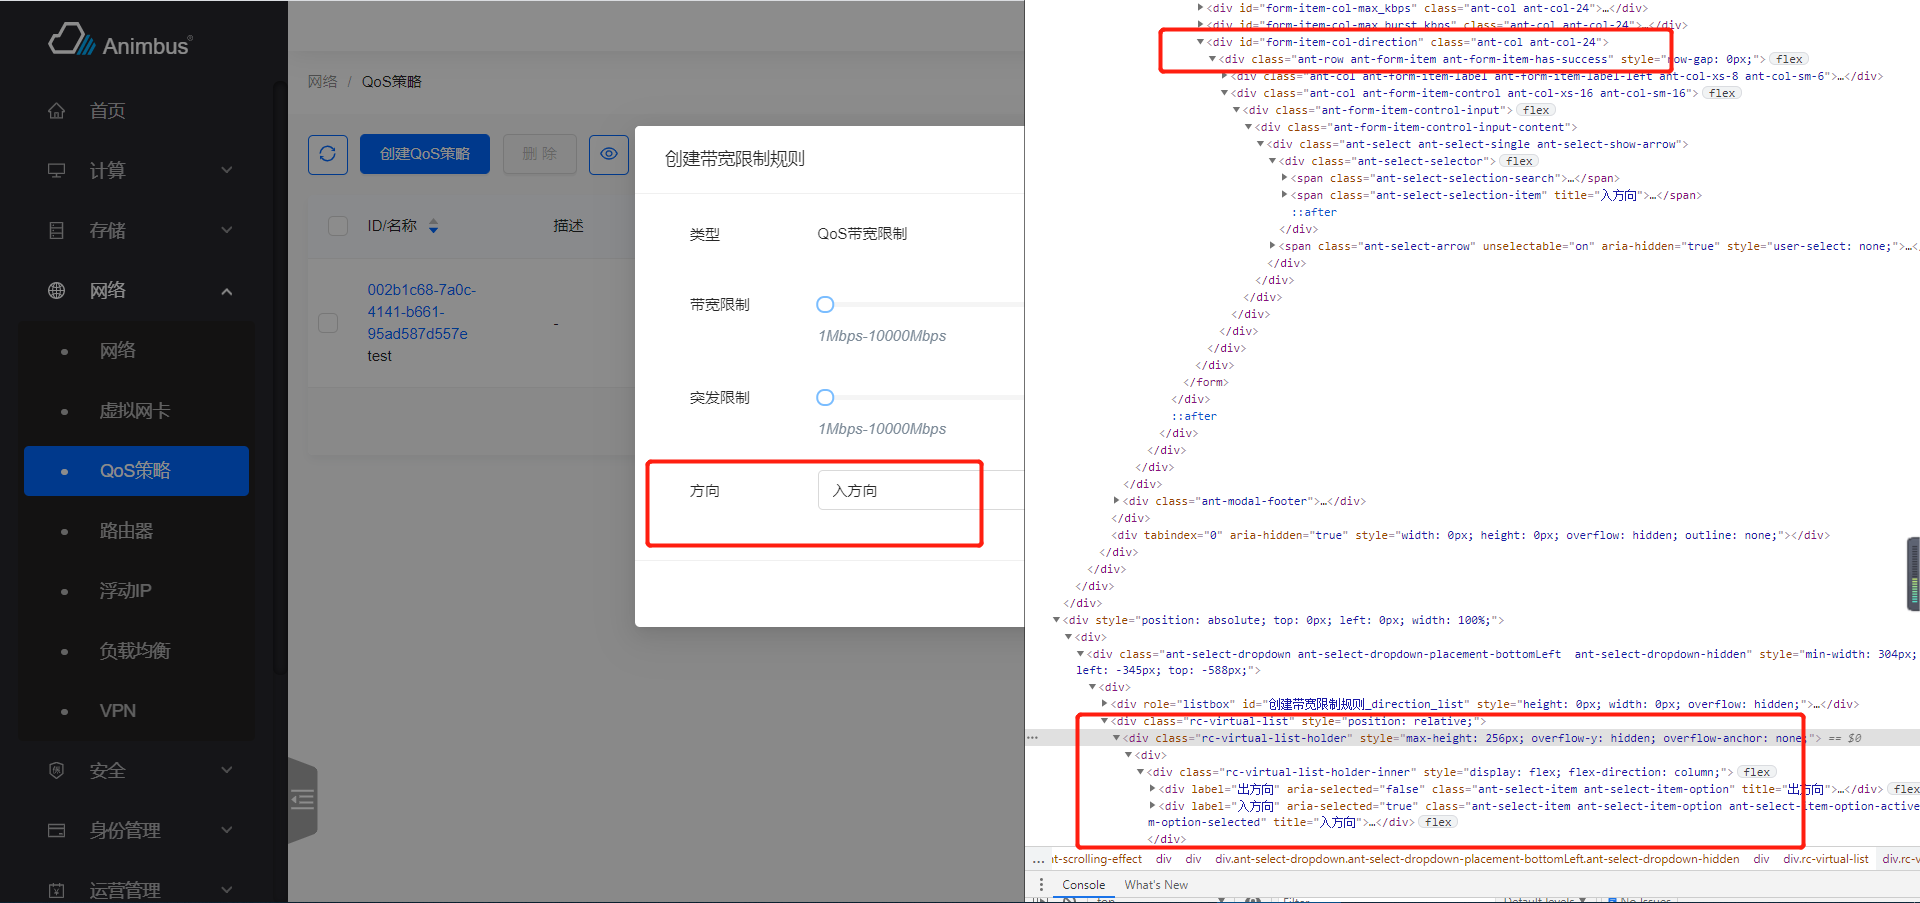 Animbus®
首页
计算
存储
网络
网络
虚拟网卡
QoS策略
路由器
浮动IP
负载均衡
VPN
安全
身份管理
运营管理
网络 / QoS策略
创建QoS策略
删 除
ID/名称
描述
002b1c68-7a0c-
4141-b661-
95ad587d557e
test
-
创建带宽限制规则
类型
QoS带宽限制
带宽限制
1Mbps-10000Mbps
突发限制
1Mbps-10000Mbps
方向
入方向
<div id="form-item-col-max_kbps" class="ant-col ant-col-24">…</div>
<div id="form-item-col-max_burst_kbps" class="ant-col ant-col-24">…</div>
<div id="form-item-col-direction" class="ant-col ant-col-24">
<div class="ant-row ant-form-item ant-form-item-has-success" style="row-gap: 0px;"> flex
<div class="ant-col ant-form-item-label ant-form-item-label-left ant-col-xs-8 ant-col-sm-6">…</div>
<div class="ant-col ant-form-item-control ant-col-xs-16 ant-col-sm-16"> flex
<div class="ant-form-item-control-input"> flex
<div class="ant-form-item-control-input-content">
<div class="ant-select ant-select-single ant-select-show-arrow">
<div class="ant-select-selector"> flex
<span class="ant-select-selection-search">…</span>
<span class="ant-select-selection-item" title="入方向">…</span>
::after
</div>
<span class="ant-select-arrow" unselectable="on" aria-hidden="true" style="user-select: none;">…</
</div>
</div>
</div>
</div>
</div>
</div>
</div>
</form>
</div>
::after
</div>
</div>
</div>
</div>
<div class="ant-modal-footer">…</div>
</div>
<div tabindex="0" aria-hidden="true" style="width: 0px; height: 0px; overflow: hidden; outline: none;"></div>
</div>
</div>
</div>
</div>
<div style="position: absolute; top: 0px; left: 0px; width: 100%;">
<div>
<div class="ant-select-dropdown ant-select-dropdown-placement-bottomLeft  ant-select-dropdown-hidden" style="min-width: 304px;
left: -345px; top: -588px;">
<div>
<div role="listbox" id="创建带宽限制规则_direction_list" style="height: 0px; width: 0px; overflow: hidden;">…</div>
<div class="rc-virtual-list" style="position: relative;">
<div class="rc-virtual-list-holder" style="max-height: 256px; overflow-y: hidden; overflow-anchor: none;"> == $0
<div>
<div class="rc-virtual-list-holder-inner" style="display: flex; flex-direction: column;"> flex
<div label="出方向" aria-selected="false" class="ant-select-item ant-select-item-option" title="出方向">…</div> flex
<div label="入方向" aria-selected="true" class="ant-select-item ant-select-item-option ant-select-item-option-active
m-option-selected" title="入方向">…</div> flex
</div>
… nt-scrolling-effect div div div.ant-select-dropdown.ant-select-dropdown-placement-bottomLeft.ant-select-dropdown-hidden div div.rc-virtual-list div.rc-v
Console What's New
top Filter Default levels No Issues